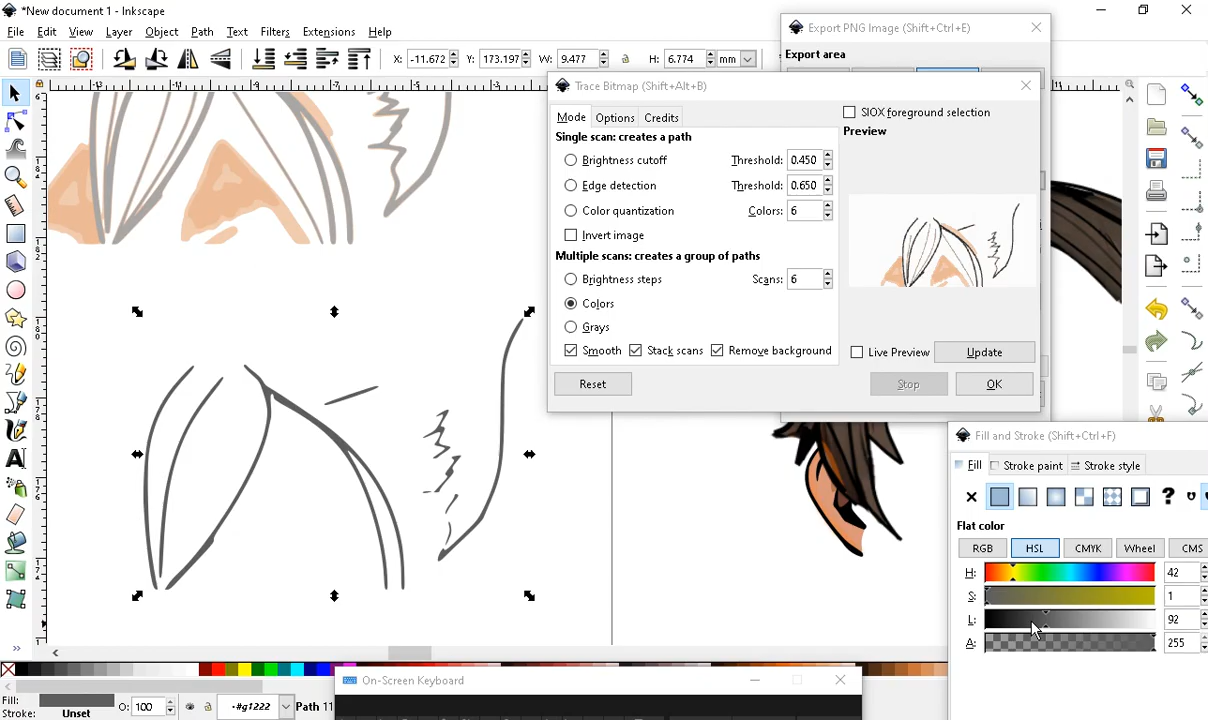 *New document 1 - Inkscape
File Edit View Layer Object Path Text Filters Extensions Help
X: -11.672 Y: 173.197 W: 9.477 H: 6.774 mm
Export PNG Image (Shift+Ctrl+E)
Export area
Trace Bitmap (Shift+Alt+B)
Mode Options Credits
SIOX foreground selection
Preview
Single scan: creates a path
Brightness cutoff Threshold: 0.450
Edge detection Threshold: 0.650
Color quantization Colors: 6
Invert image
Multiple scans: creates a group of paths
Brightness steps Scans: 6
Colors
Grays
Smooth Stack scans Remove background
Live Preview Update
Reset Stop OK
Fill and Stroke (Shift+Ctrl+F)
Fill Stroke paint Stroke style
Flat color
RGB HSL CMYK Wheel CMS
H: 42
S: 1
L: 92
A: 255
On-Screen Keyboard
Fill:
Stroke: Unset
O: 100
#g1222
Path 11